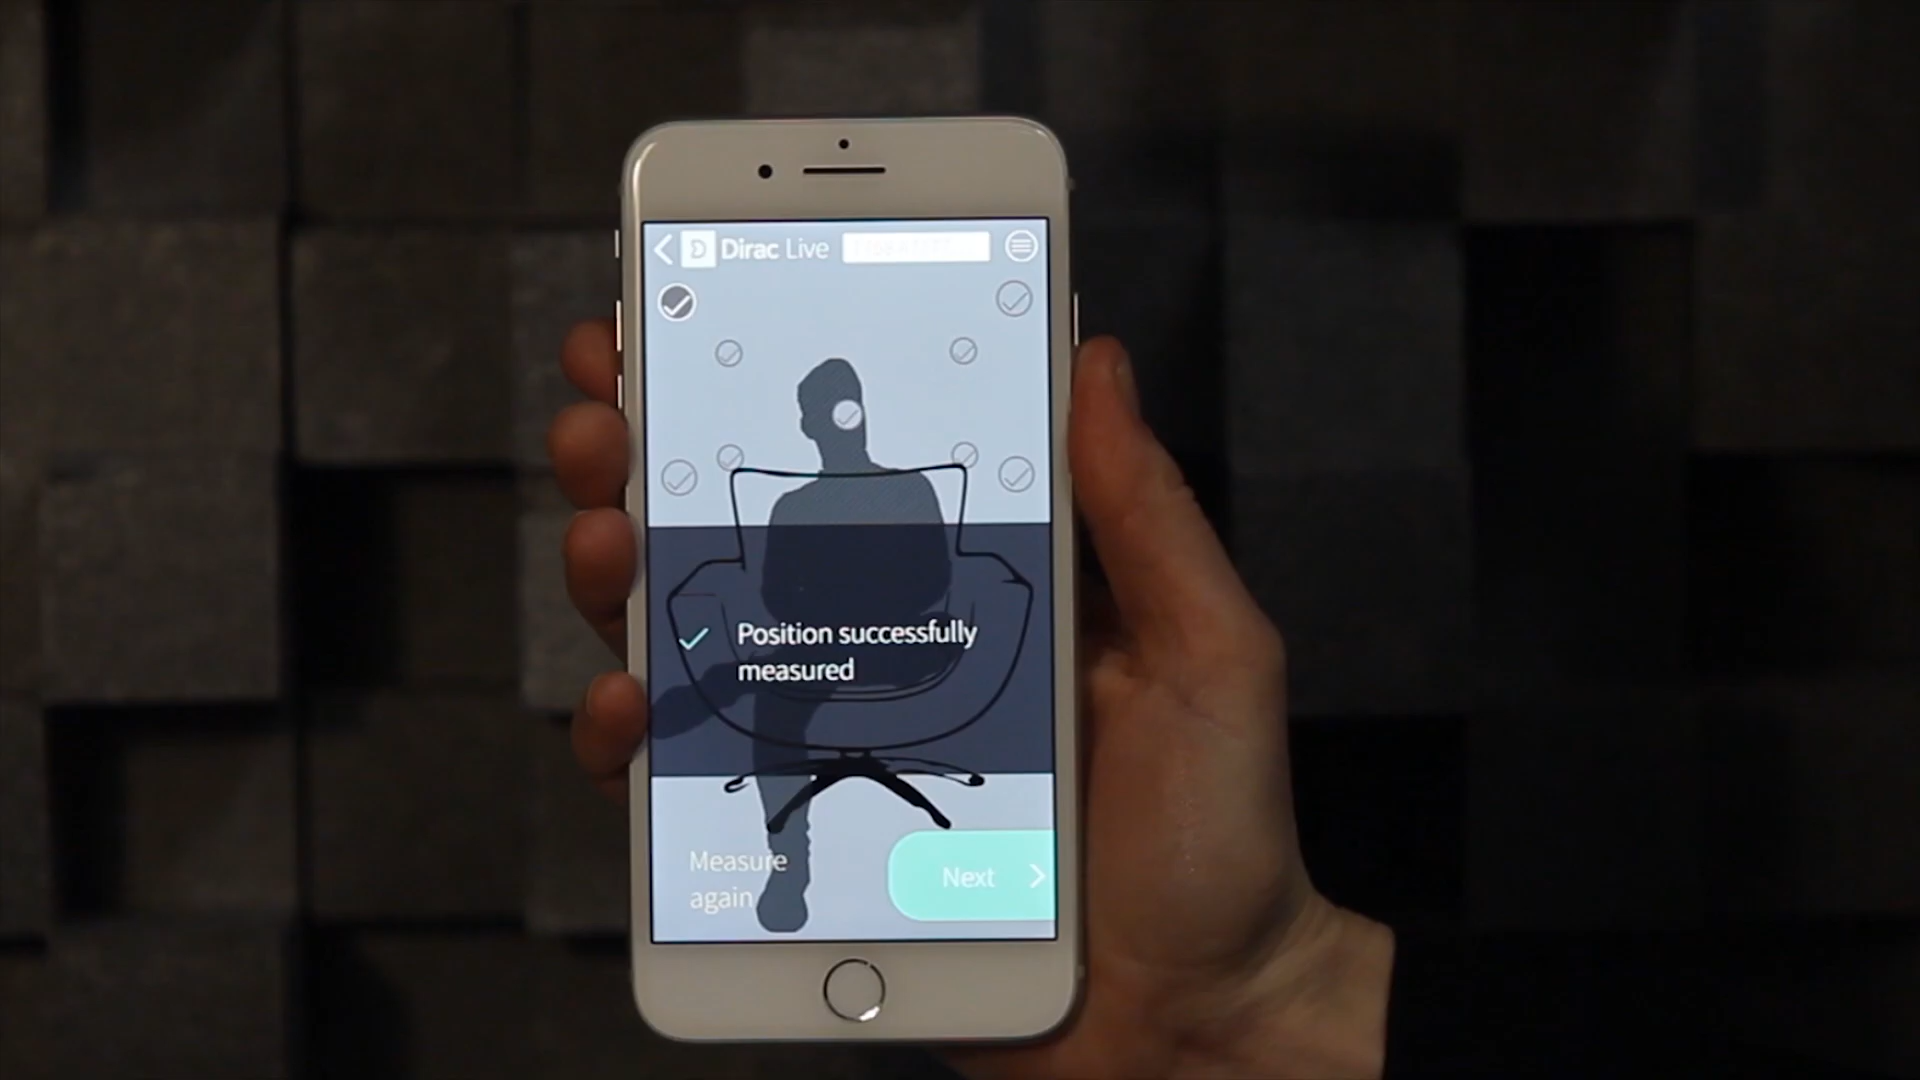 Dirac Live
Position successfully
measured
Measure
again
Next